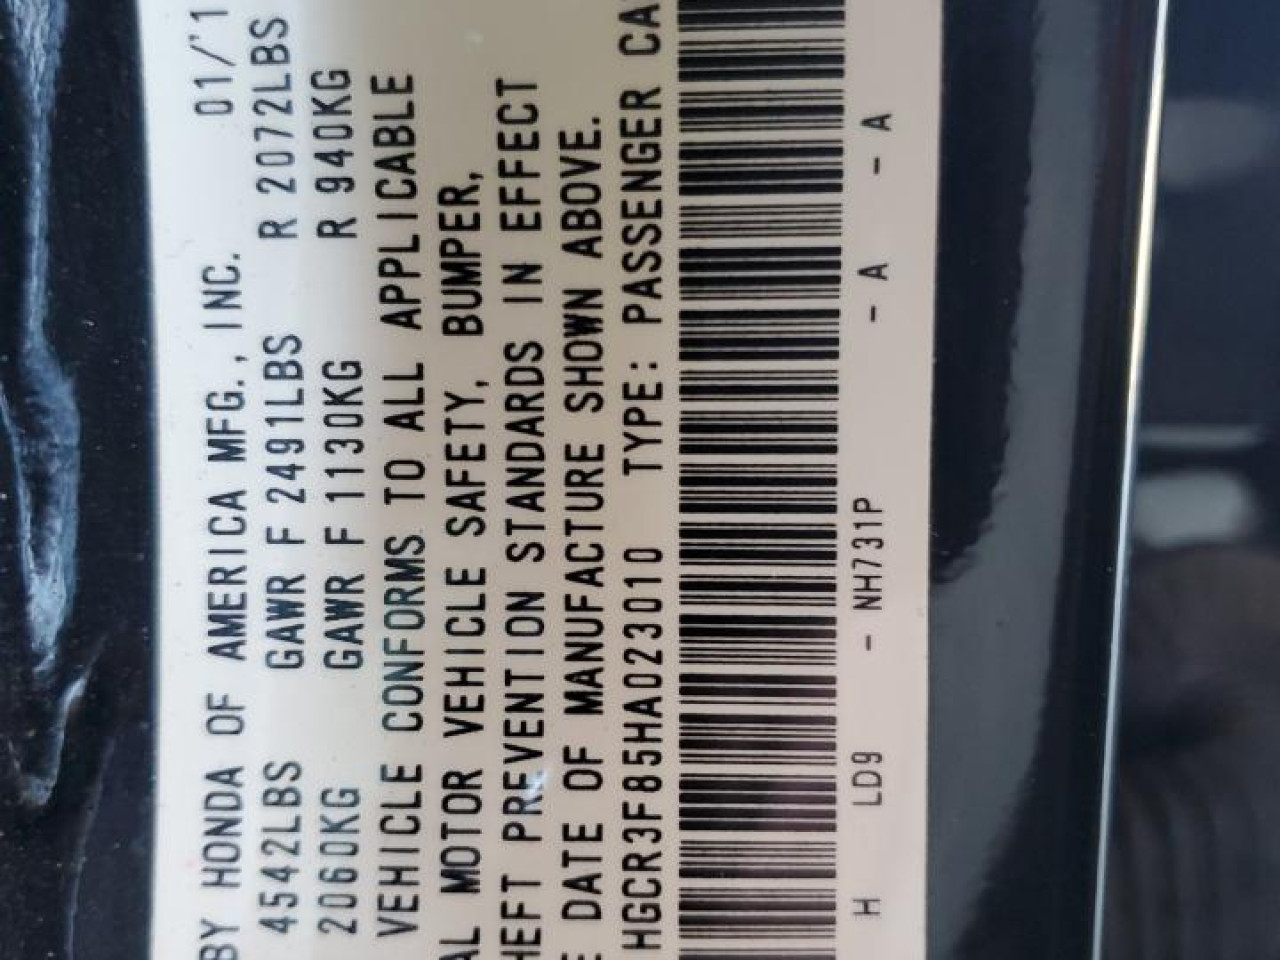 BY HONDA OF AMERICA MFG., INC. 01/'1
4542LBS GAWR F 2491LBS R 2072LBS
2060KG GAWR F 1130KG R 940KG
VEHICLE CONFORMS TO ALL APPLICABLE
AL MOTOR VEHICLE SAFETY, BUMPER,
HEFT PREVENTION STANDARDS IN EFFECT
E DATE OF MANUFACTURE SHOWN ABOVE.
HGCR3F85HA023010 TYPE: PASSENGER CA
H LD9 - NH731P - A - A